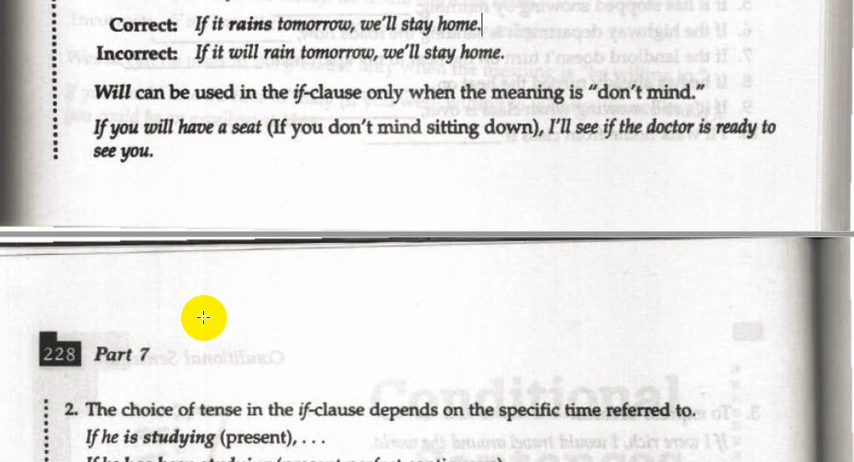 Correct: If it rains tomorrow, we'll stay home.
Incorrect: If it will rain tomorrow, we'll stay home.
Will can be used in the if-clause only when the meaning is “don't mind.”
If you will have a seat (If you don't mind sitting down), I'll see if the doctor is ready to
see you.
228 Part 7
2. The choice of tense in the if-clause depends on the specific time referred to.
If he is studying (present), . . .